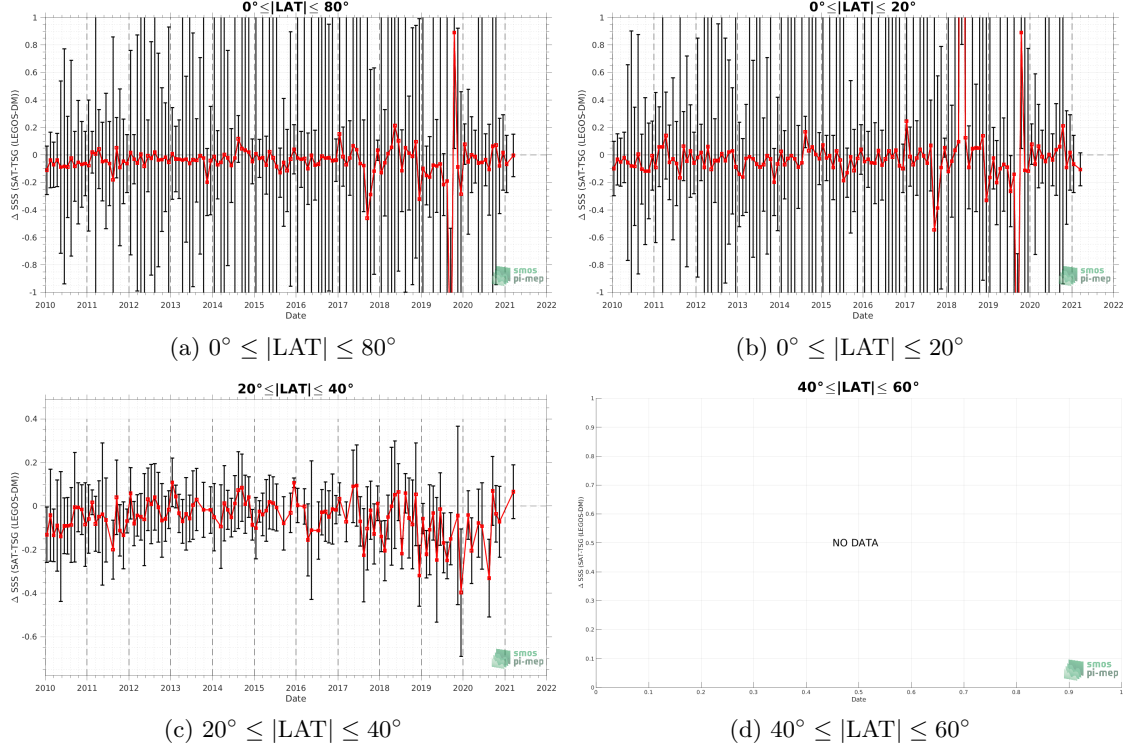 0°≤|LAT|≤ 80°
Δ SSS (SAT-TSG (LEGOS-DM))
1
0.8
0.6
0.4
0.2
0
-0.2
-0.4
-0.6
-0.8
-1
2010 2011 2012 2013 2014 2015 2016 2017 2018 2019 2020 2021 2022
Date
smos
pi-mep
(a) 0° ≤ |LAT| ≤ 80°
0°≤|LAT|≤ 20°
Δ SSS (SAT-TSG (LEGOS-DM))
1
0.8
0.6
0.4
0.2
0
-0.2
-0.4
-0.6
-0.8
-1
2010 2011 2012 2013 2014 2015 2016 2017 2018 2019 2020 2021 2022
Date
smos
pi-mep
(b) 0° ≤ |LAT| ≤ 20°
20°≤|LAT|≤ 40°
Δ SSS (SAT-TSG (LEGOS-DM))
0.4
0.2
0
-0.2
-0.4
-0.6
2010 2011 2012 2013 2014 2015 2016 2017 2018 2019 2020 2021 2022
Date
smos
pi-mep
(c) 20° ≤ |LAT| ≤ 40°
40°≤|LAT|≤ 60°
Δ SSS (SAT-TSG (LEGOS-DM))
1
0.9
0.8
0.7
0.6
0.5
0.4
0.3
0.2
0.1
0
NO DATA
0 0.1 0.2 0.3 0.4 0.5 0.6 0.7 0.8 0.9 1
Date
smos
pi-mep
(d) 40° ≤ |LAT| ≤ 60°